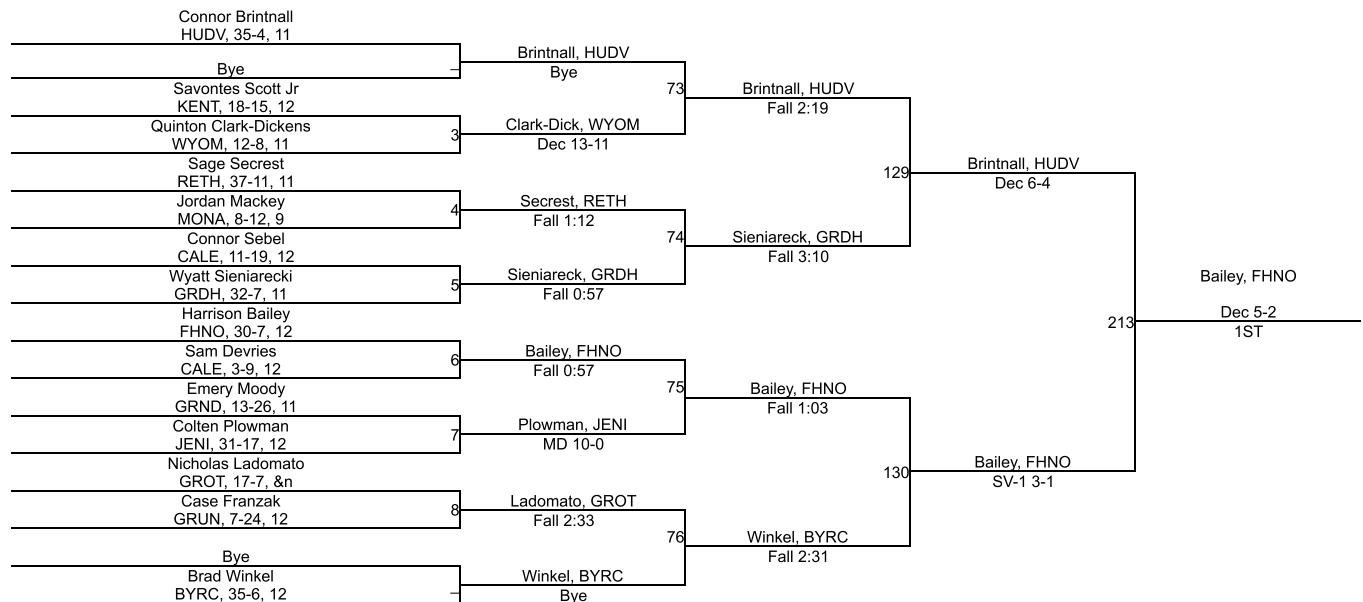 Connor Brintnall
HUDV, 35-4, 11
Bye
Savontes Scott Jr
KENT, 18-15, 12
Quinton Clark-Dickens
WYOM, 12-8, 11
Sage Secrest
RETH, 37-11, 11
Jordan Mackey
MONA, 8-12, 9
Connor Sebel
CALE, 11-19, 12
Wyatt Sieniarecki
GRDH, 32-7, 11
Harrison Bailey
FHNO, 30-7, 12
Sam Devries
CALE, 3-9, 12
Emery Moody
GRND, 13-26, 11
Colten Plowman
JENI, 31-17, 12
Nicholas Ladomato
GROT, 17-7, &n
Case Franzak
GRUN, 7-24, 12
Bye
Brad Winkel
BYRC, 35-6, 12
–
3
4
5
6
7
8
–
Brintnall, HUDV
Bye
Clark-Dick, WYOM
Dec 13-11
Secrest, RETH
Fall 1:12
Sieniareck, GRDH
Fall 0:57
Bailey, FHNO
Fall 0:57
Plowman, JENI
MD 10-0
Ladomato, GROT
Fall 2:33
Winkel, BYRC
Bye
73
74
75
76
Brintnall, HUDV
Fall 2:19
Sieniareck, GRDH
Fall 3:10
Bailey, FHNO
Fall 1:03
Winkel, BYRC
Fall 2:31
129
130
Brintnall, HUDV
Dec 6-4
Bailey, FHNO
SV-1 3-1
213
Bailey, FHNO
Dec 5-2
1ST